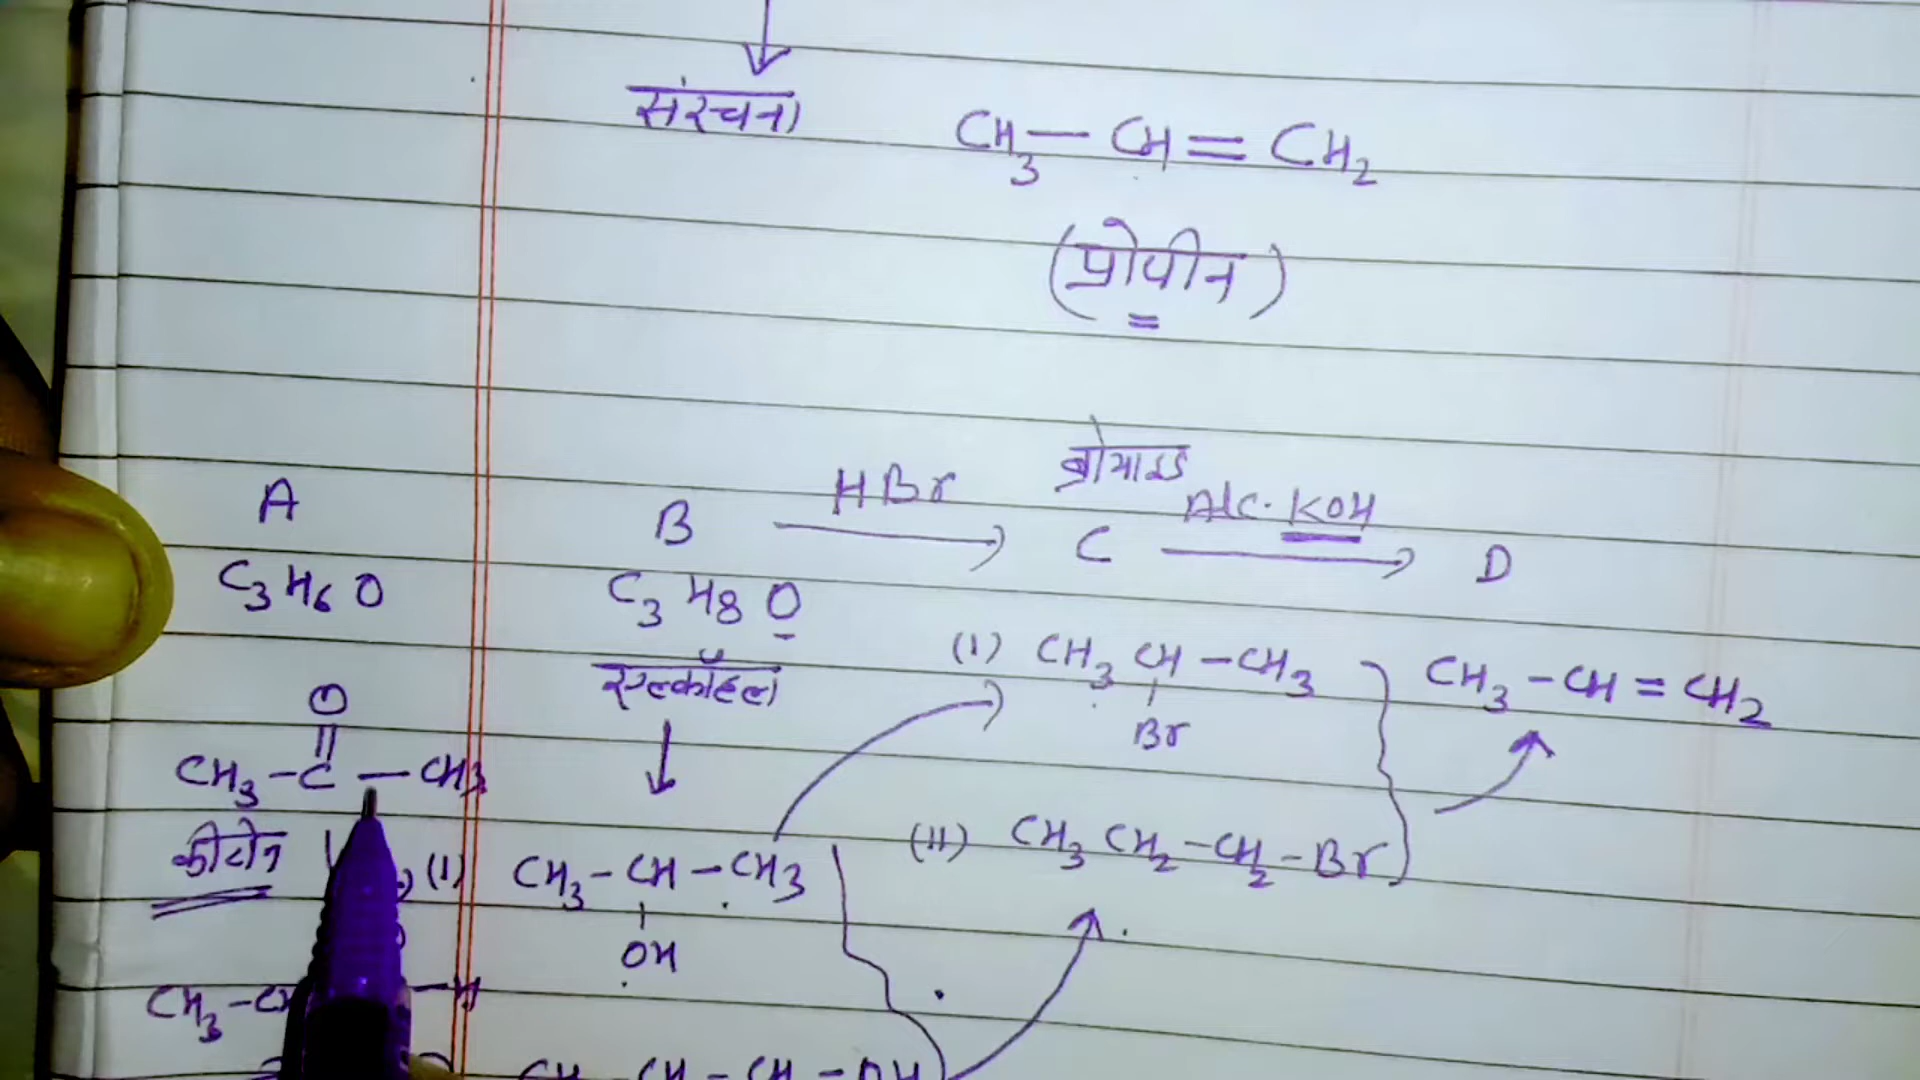 संरचना
CH3 — CH = CH2
(प्रोपीन)
ब्रोमाइड
A B HBr → C Alc. KOH → D
C3H6O C3H8O
एल्कोहल
(I) CH3 CH – CH3
Br
CH3 – CH = CH2
O
CH3 – C – CH3
कीटोन
(I) CH3 – CH – CH3
OH
(II) CH3 CH2 – CH2 – Br
CH3 – – H